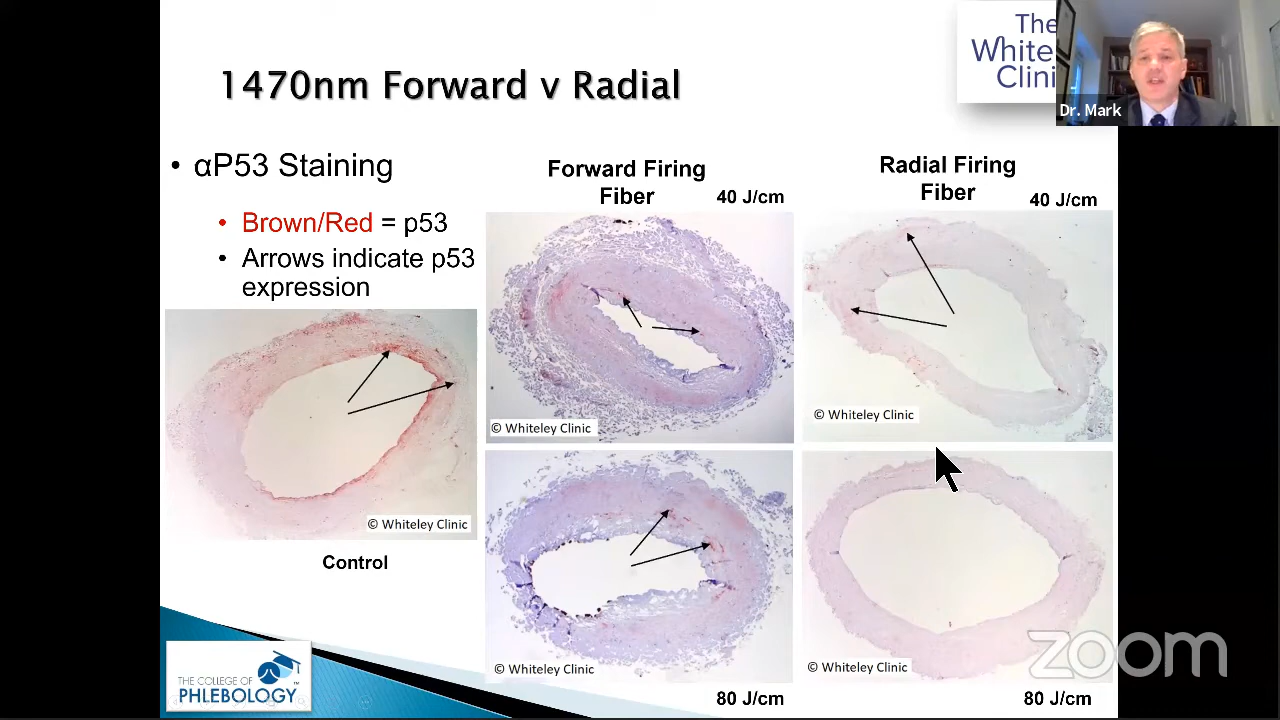 1470nm Forward v Radial
The
White
Clini
Dr. Mark
• αP53 Staining
• Brown/Red = p53
• Arrows indicate p53
expression
© Whiteley Clinic
Control
Forward Firing
Fiber
40 J/cm
© Whiteley Clinic
© Whiteley Clinic
80 J/cm
Radial Firing
Fiber
40 J/cm
© Whiteley Clinic
© Whiteley Clinic
80 J/cm
zoom
THE COLLEGE OF
PHLEBOLOGY™